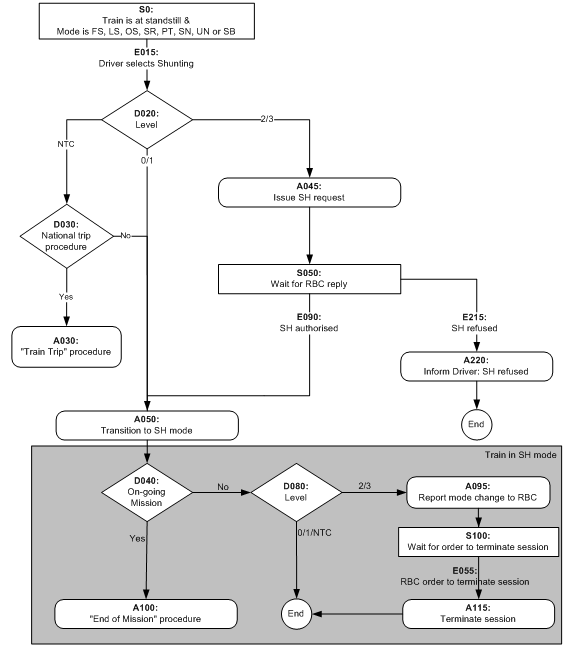 S0:
Train is at standstill &
Mode is FS, LS, OS, SR, PT, SN, UN or SB
E015:
Driver selects Shunting
D020:
Level
2/3
NTC
0/1
A045:
Issue SH request
D030:
National trip
procedure
No
Yes
S050:
Wait for RBC reply
E090:
SH authorised
E215:
SH refused
A030:
"Train Trip" procedure
A220:
Inform Driver: SH refused
End
A050:
Transition to SH mode
Train in SH mode
D040:
On-going
Mission
No
D080:
Level
2/3
A095:
Report mode change to RBC
Yes
0/1/NTC
S100:
Wait for order to terminate session
E055:
RBC order to terminate session
A100:
"End of Mission" procedure
End
A115:
Terminate session